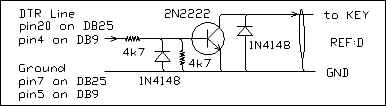 DTR Line
pin20 on DB25
pin4 on DB9
2N2222
to KEY
4k7
4k7
1N4148
1N4148
REF:D
Ground
pin7 on DB25
pin5 on DB9
GND